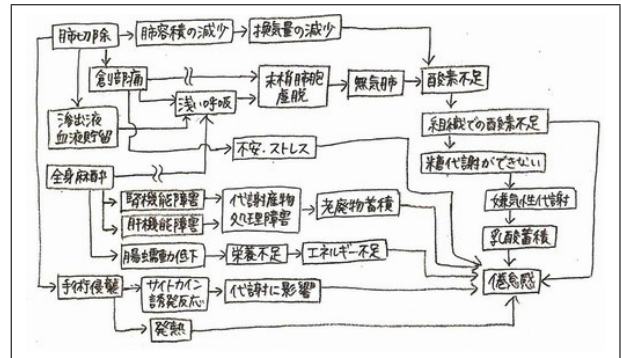 肺切除
肺容積の減少
換気量の減少
創部痛
末梢肺胞
虚脱
無気肺
酸素不足
浅い呼吸
滲出液
血液貯留
組織での酸素不足
不安・ストレス
糖代謝ができない
全身麻酔
嫌気性代謝
腎機能障害
肝機能障害
代謝産物
処理障害
老廃物蓄積
乳酸蓄積
腸蠕動低下
栄養不足
エネルギー不足
倦怠感
手術侵襲
サイトカイン
誘発反応
代謝に影響
発熱